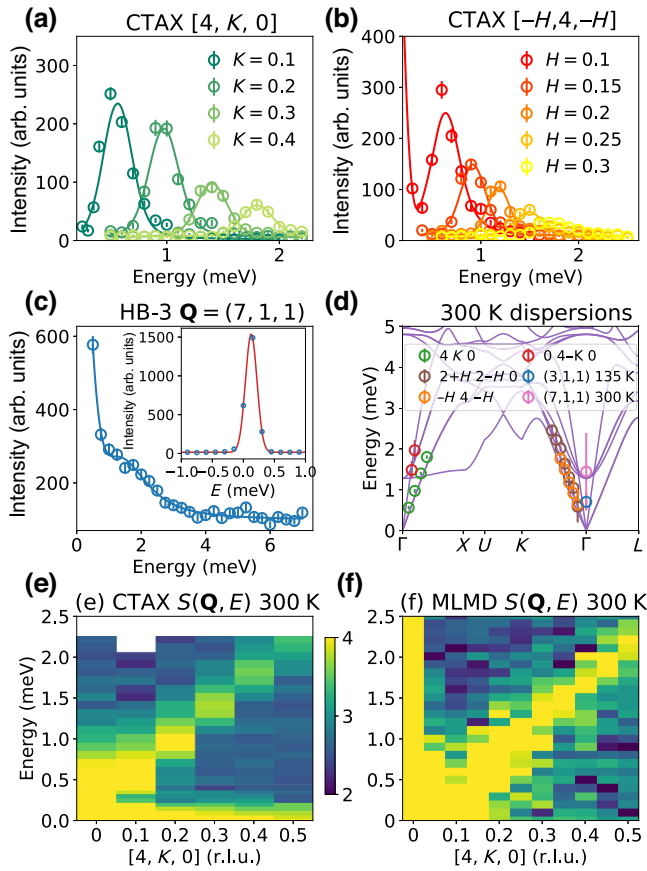 (a) CTAX [4, K, 0]
Intensity (arb. units)
300
200
100
0
K = 0.1
K = 0.2
K = 0.3
K = 0.4
1
2
Energy (meV)
(b) CTAX [–H,4,–H]
Intensity (arb. units)
400
300
200
100
0
H = 0.1
H = 0.15
H = 0.2
H = 0.25
H = 0.3
1
2
Energy (meV)
(c) HB-3 Q = (7, 1, 1)
Intensity (arb. units)
600
400
200
0
2
4
6
Energy (meV)
Intensity (arb. units)
1500
1000
500
0
−1.0
−0.5
0.0
0.5
1.0
E (meV)
(d) 300 K dispersions
Energy (meV)
5
4
3
2
1
0
4 K 0
2+H 2–H 0
–H 4 –H
0 4–K 0
(3,1,1) 135 K
(7,1,1) 300 K
Γ
X
U
K
Γ
L
(e)
(e) CTAX S(Q, E) 300 K
Energy (meV)
2.5
2.0
1.5
1.0
0.5
0.0
0
0.1
0.2
0.3
0.4
0.5
[4, K, 0] (r.l.u.)
4
3
2
(f)
(f) MLMD S(Q, E) 300 K
2.5
2.0
1.5
1.0
0.5
0.0
0
0.1
0.2
0.3
0.4
0.5
[4, K, 0] (r.l.u.)